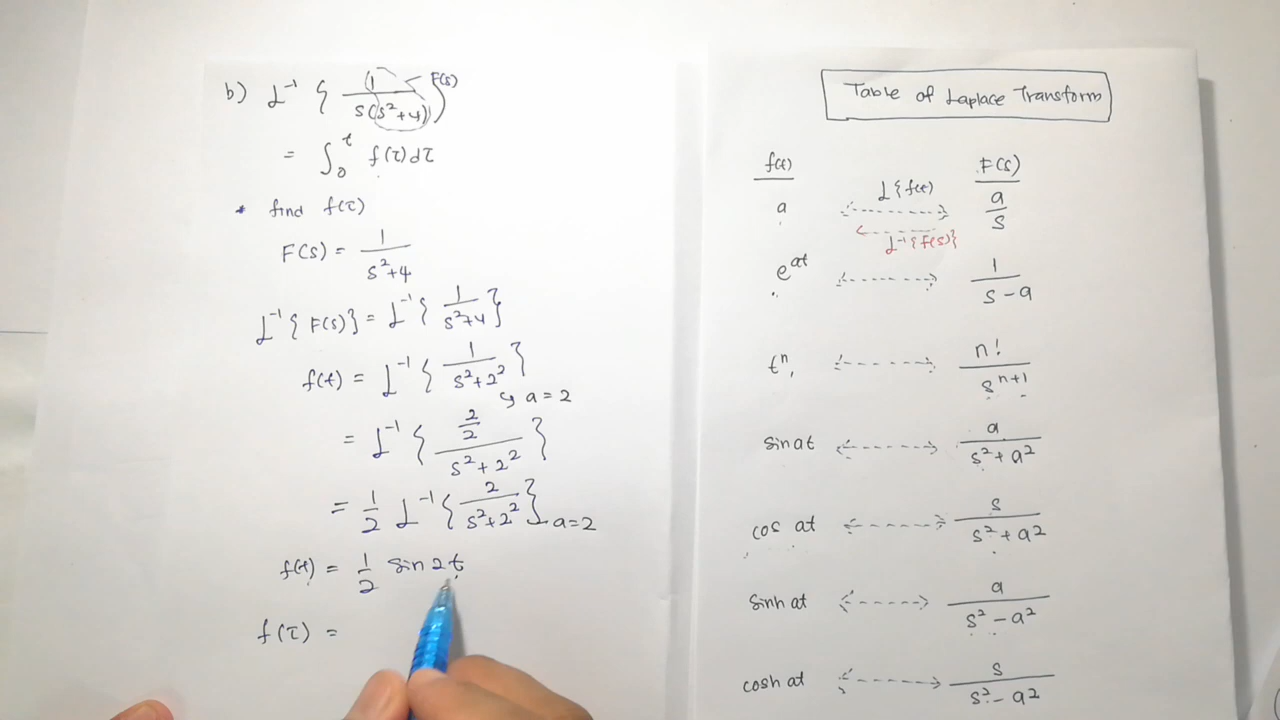 b) L⁻¹ { 1 / s(s²+4) } F(s)
= ∫₀ᵗ f(τ)dτ
* find f(τ)
F(s) = 1 / s²+4
L⁻¹{F(s)} = L⁻¹{ 1 / s²+4 }
f(t) = L⁻¹{ 1 / s²+2² }
↳ a = 2
= L⁻¹{ 2/2 / s²+2² }
= 1/2 L⁻¹{ 2 / s²+2² } a=2
f(t) = 1/2 sin 2t
f(τ) =
Table of Laplace Transform
f(t) F(s)
L{f(t)}
a a/s
L⁻¹{F(s)}
e^at 1 / s-a
tⁿ, n! / s^n+1
sin at a / s²+a²
cos at s / s²+a²
sinh at a / s²-a²
cosh at s / s²-a²